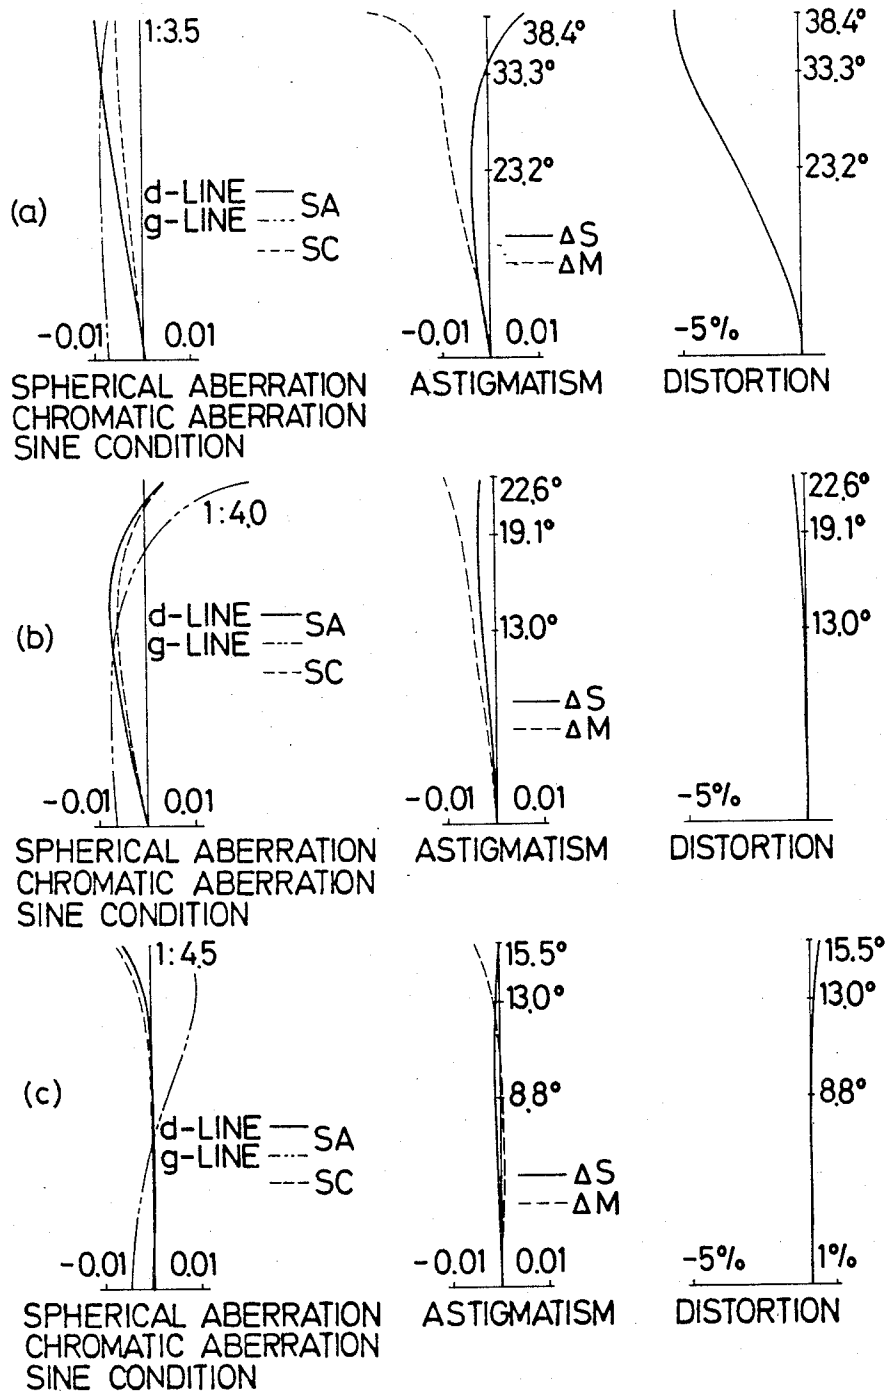 (a)
1:3.5
d-LINE
g-LINE
SA
SC
-0.01 0.01
SPHERICAL ABERRATION
CHROMATIC ABERRATION
SINE CONDITION
38.4°
33.3°
23.2°
ΔS
ΔM
-0.01 0.01
ASTIGMATISM
38.4°
33.3°
23.2°
-5%
DISTORTION
(b)
1:4.0
d-LINE
g-LINE
SA
SC
-0.01 0.01
SPHERICAL ABERRATION
CHROMATIC ABERRATION
SINE CONDITION
22.6°
19.1°
13.0°
ΔS
ΔM
-0.01 0.01
ASTIGMATISM
22.6°
19.1°
13.0°
-5%
DISTORTION
(c)
1:4.5
d-LINE
g-LINE
SA
SC
-0.01 0.01
SPHERICAL ABERRATION
CHROMATIC ABERRATION
SINE CONDITION
15.5°
13.0°
8.8°
ΔS
ΔM
-0.01 0.01
ASTIGMATISM
15.5°
13.0°
8.8°
-5% 1%
DISTORTION